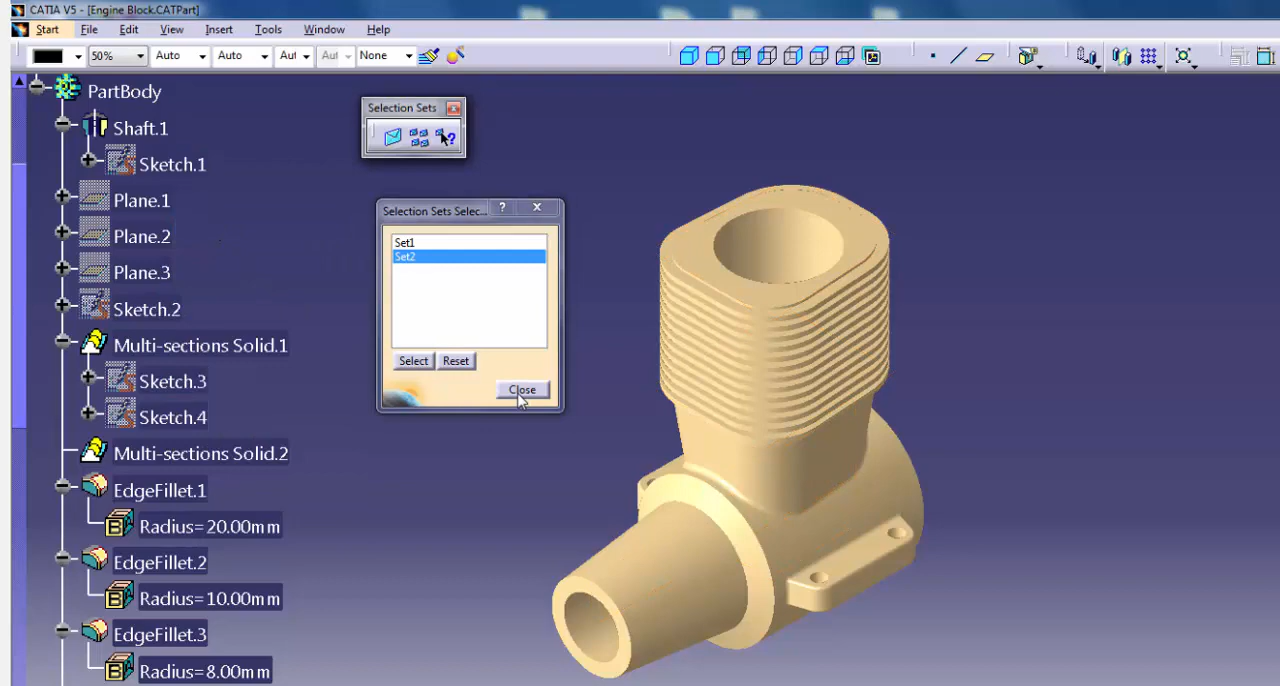 CATIA V5 - [Engine Block.CATPart]
Start File Edit View Insert Tools Window Help
50% Auto Auto Aut Aut None
PartBody
Selection Sets
Shaft.1
Sketch.1
Plane.1
Selection Sets Selec...
Plane.2
Set1
Set2
Plane.3
Sketch.2
Multi-sections Solid.1
Select Reset
Sketch.3
Close
Sketch.4
Multi-sections Solid.2
EdgeFillet.1
Radius=20.00mm
EdgeFillet.2
Radius=10.00mm
EdgeFillet.3
Radius=8.00mm